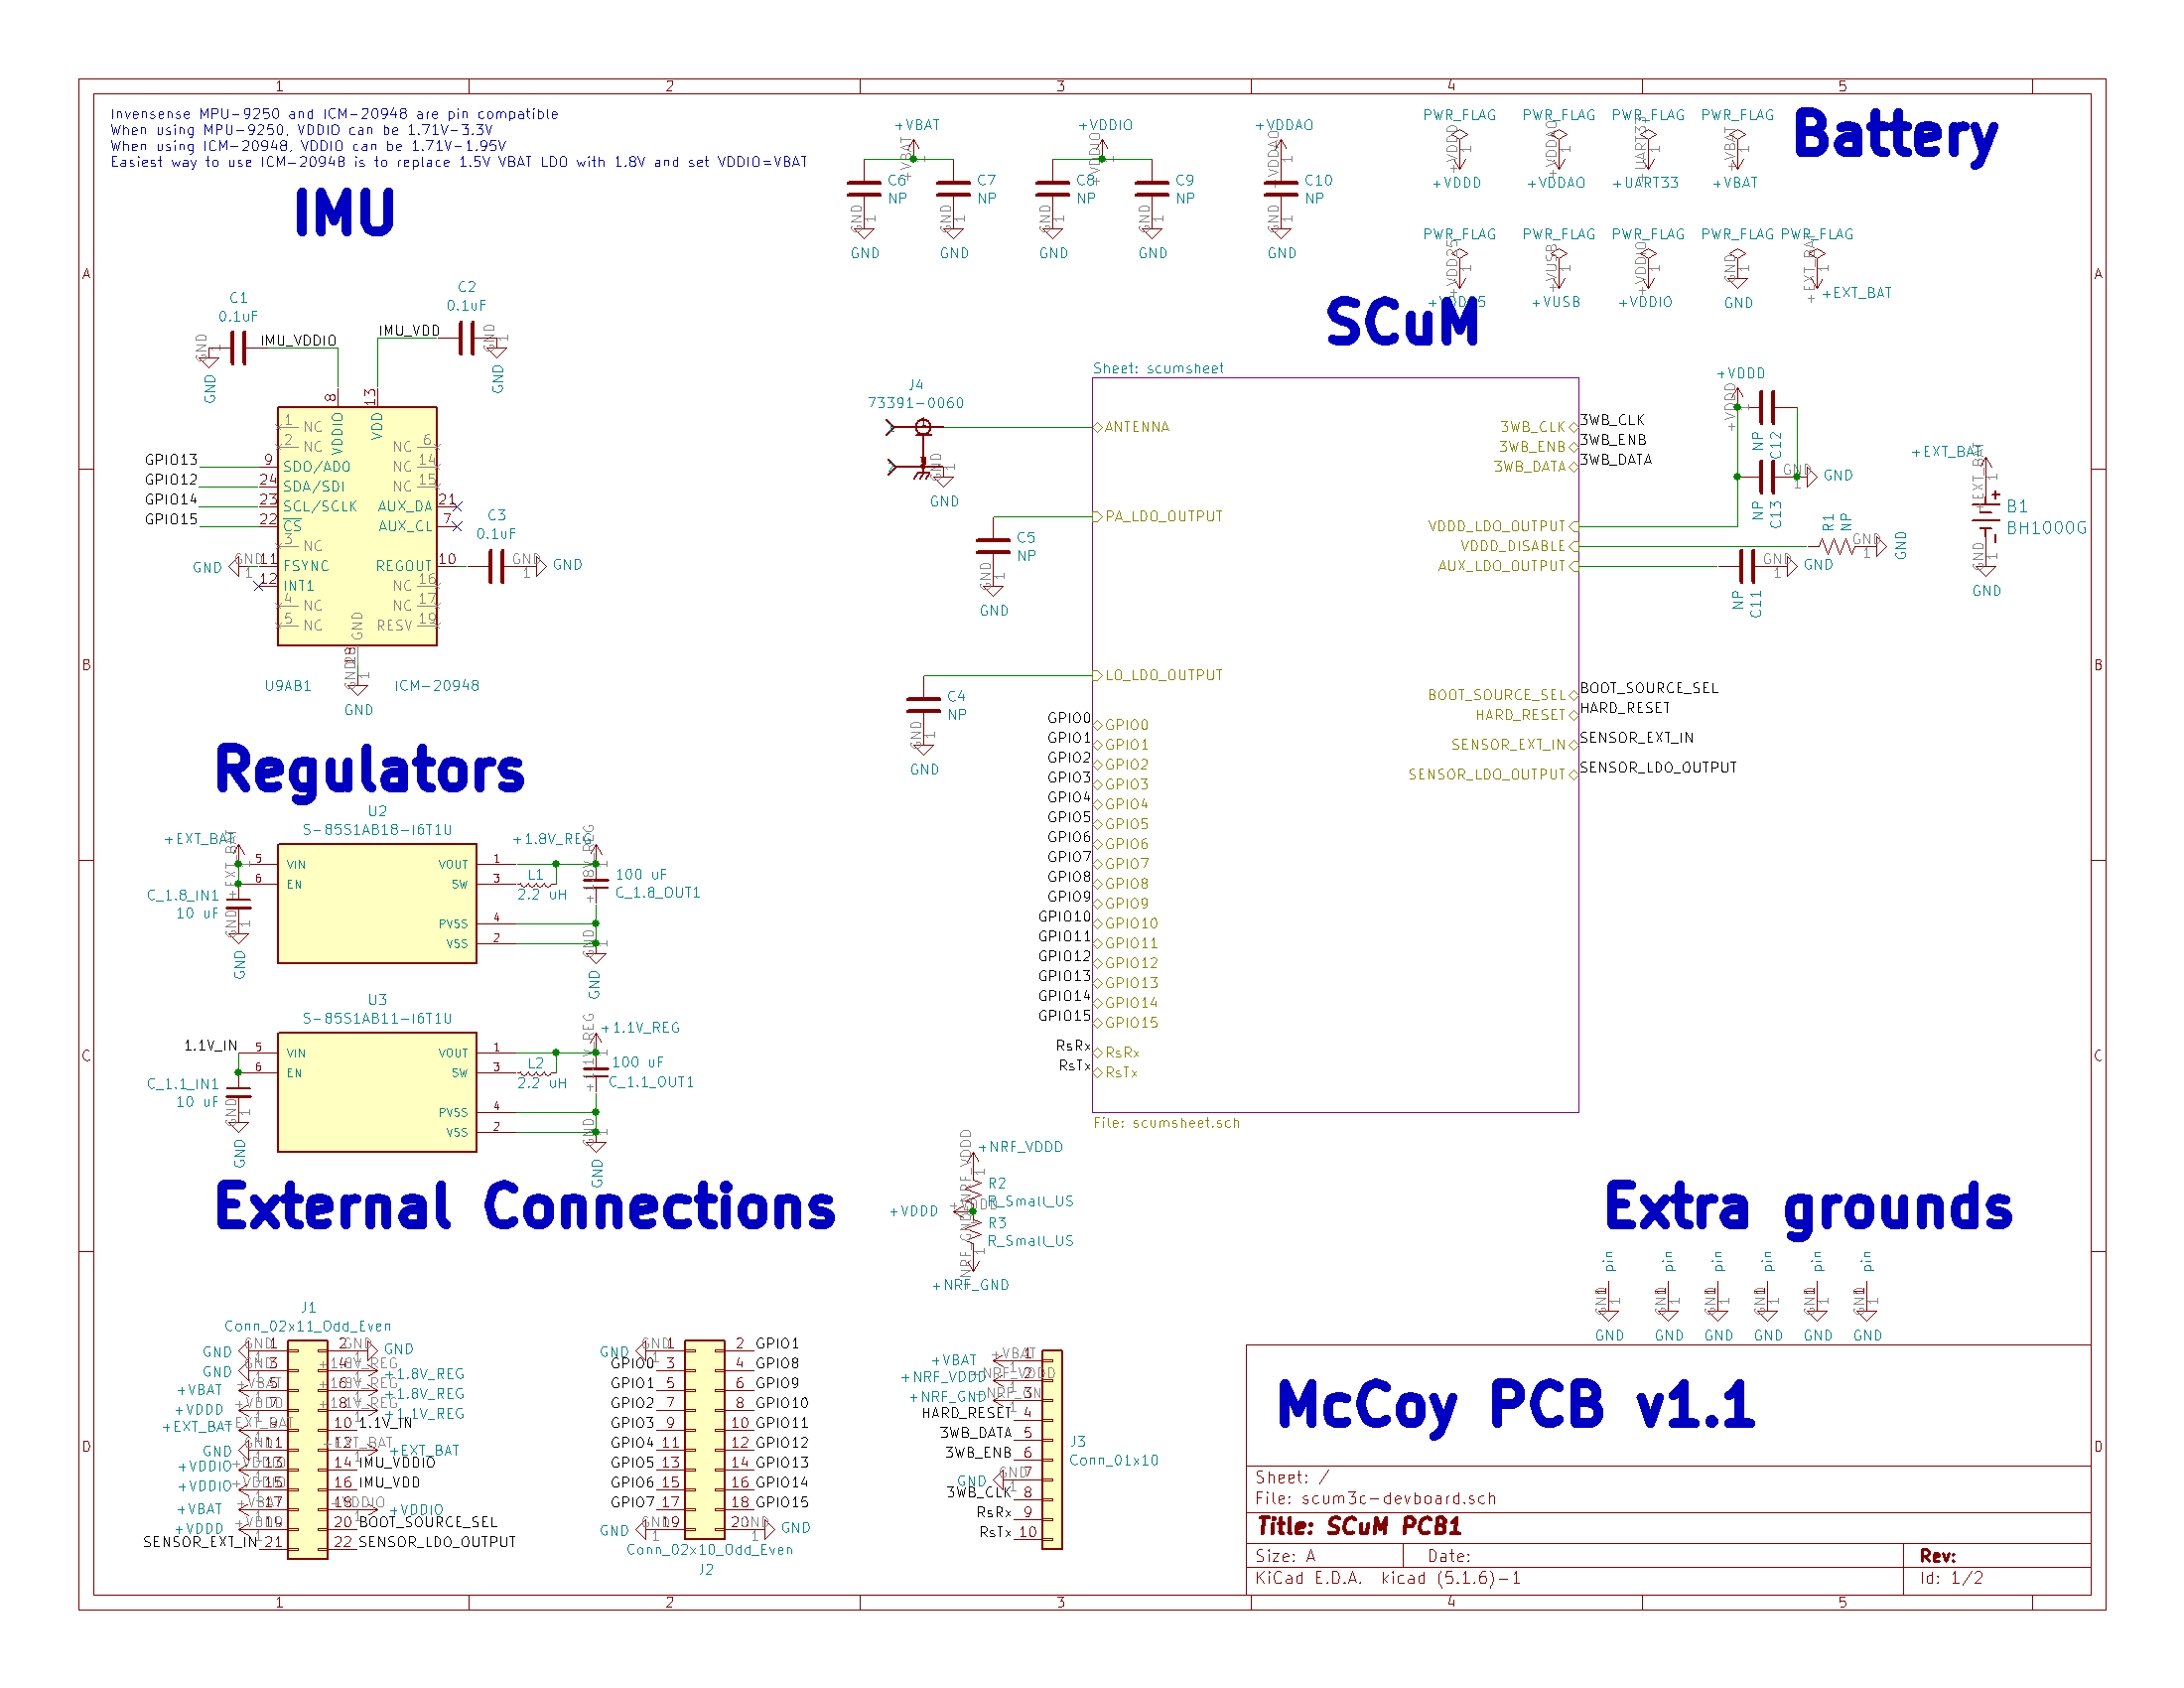 Invensense MPU-9250 and ICM-20948 are pin compatible
When using MPU-9250, VDDIO can be 1.71V-3.3V
When using ICM-20948, VDDIO can be 1.71V-1.95V
Easiest way to use ICM-20948 is to replace 1.5V VBAT LDO with 1.8V and set VDDIO=VBAT
IMU
C1
0.1uF
GND
IMU_VDDIO
C2
0.1uF
IMU_VDD
GND
8 VDDIO
13 VDD
1 NC
2 NC
GPIO13 9 SDO/AD0
GPIO12 24 SDA/SDI
GPIO14 23 SCL/SCLK
GPIO15 22 CS
3 NC
GND 11 FSYNC
12 INT1
4 NC
5 NC
NC 6
NC 14
NC 15
AUX_DA 21
AUX_CL 7
REGOUT 10
NC 16
NC 17
RESV 19
C3
0.1uF
GND
GND
U9AB1
ICM-20948
GND
Regulators
U2
S-85S1AB18-I6T1U
+EXT_BAT
5 VIN
6 EN
VOUT 1
SW 3
PVSS 4
VSS 2
C_1.8_IN1
10 uF
GND
+1.8V_REG
L1
2.2 uH
100 uF
C_1.8_OUT1
GND
U3
S-85S1AB11-I6T1U
1.1V_IN
5 VIN
6 EN
VOUT 1
SW 3
PVSS 4
VSS 2
C_1.1_IN1
10 uF
GND
+1.1V_REG
L2
2.2 uH
100 uF
C_1.1_OUT1
GND
External Connections
J1
Conn_02x11_Odd_Even
GND 1
GND 3
+VBAT 5
+VDDD 7
+EXT_BAT 9
GND 11
+VDDIO 13
+VDDIO 15
+VBAT 17
+VDDD 19
SENSOR_EXT_IN 21
2 GND
4 +1.8V_REG
6 +1.8V_REG
8 +1.1V_REG
10 1.1V_IN
12 +EXT_BAT
14 IMU_VDDIO
16 IMU_VDD
18 +VDDIO
20 BOOT_SOURCE_SEL
22 SENSOR_LDO_OUTPUT
GND 1
GPIO0 3
GPIO1 5
GPIO2 7
GPIO3 9
GPIO4 11
GPIO5 13
GPIO6 15
GPIO7 17
GND 19
2 GPIO1
4 GPIO8
6 GPIO9
8 GPIO10
10 GPIO11
12 GPIO12
14 GPIO13
16 GPIO14
18 GPIO15
20 GND
Conn_02x10_Odd_Even
J2
+VBAT 1
+NRF_VDDD 2
+NRF_GND 3
HARD_RESET 4
3WB_DATA 5
3WB_ENB 6
GND 7
3WB_CLK 8
RsRx 9
RsTx 10
J3
Conn_01x10
+NRF_VDDD
R2
R_Small_US
+VDDD
R3
R_Small_US
+NRF_GND
+VBAT
C6
NP
GND
C7
NP
GND
+VDDIO
C8
NP
GND
C9
NP
GND
+VDDAO
C10
NP
GND
PWR_FLAG
+VDDD
PWR_FLAG
+VDDAO
PWR_FLAG
+UART33
PWR_FLAG
+VBAT
PWR_FLAG
PWR_FLAG
+VUSB
PWR_FLAG
+VDDIO
PWR_FLAG
GND
PWR_FLAG
+EXT_BAT
Battery
+EXT_BAT
B1
BH1000G
GND
SCuM
Sheet: scumsheet
J4
73391-0060
GND
ANTENNA
PA_LDO_OUTPUT
C5
NP
GND
LO_LDO_OUTPUT
C4
NP
GND
GPIO0 GPIO0
GPIO1 GPIO1
GPIO2 GPIO2
GPIO3 GPIO3
GPIO4 GPIO4
GPIO5 GPIO5
GPIO6 GPIO6
GPIO7 GPIO7
GPIO8 GPIO8
GPIO9 GPIO9
GPIO10 GPIO10
GPIO11 GPIO11
GPIO12 GPIO12
GPIO13 GPIO13
GPIO14 GPIO14
GPIO15 GPIO15
RsRx RsRx
RsTx RsTx
3WB_CLK 3WB_CLK
3WB_ENB 3WB_ENB
3WB_DATA 3WB_DATA
VDDD_LDO_OUTPUT
VDDD_DISABLE
AUX_LDO_OUTPUT
BOOT_SOURCE_SEL BOOT_SOURCE_SEL
HARD_RESET HARD_RESET
SENSOR_EXT_IN SENSOR_EXT_IN
SENSOR_LDO_OUTPUT SENSOR_LDO_OUTPUT
+VDDD
NP
C12
NP
C13
GND
R1
NP
GND
NP
C11
GND
File: scumsheet.sch
Extra grounds
pin pin pin pin pin pin
GND GND GND GND GND GND
McCoy PCB v1.1
Sheet: /
File: scum3c-devboard.sch
Title: SCuM PCB1
Size: A
Date:
Rev:
KiCad E.D.A. kicad (5.1.6)-1
Id: 1/2